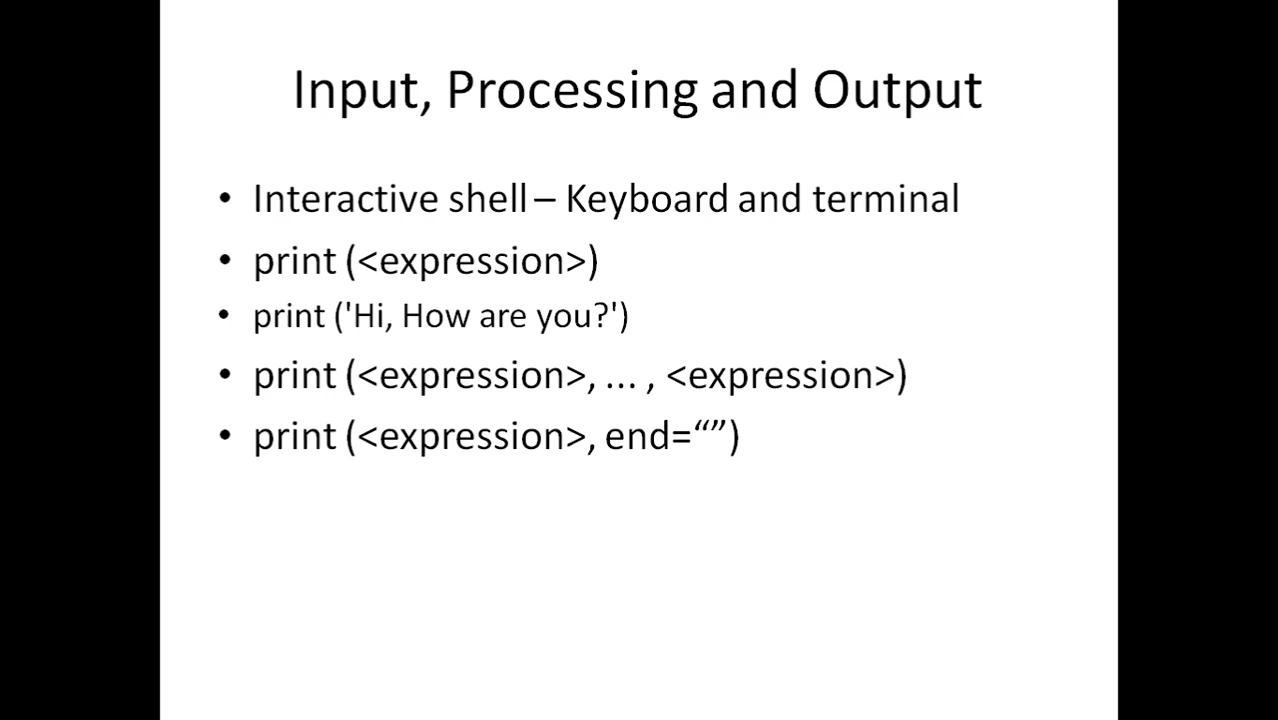 Input, Processing and Output
• Interactive shell – Keyboard and terminal
• print (<expression>)
• print ('Hi, How are you?')
• print (<expression>, ... , <expression>)
• print (<expression>, end=“”)